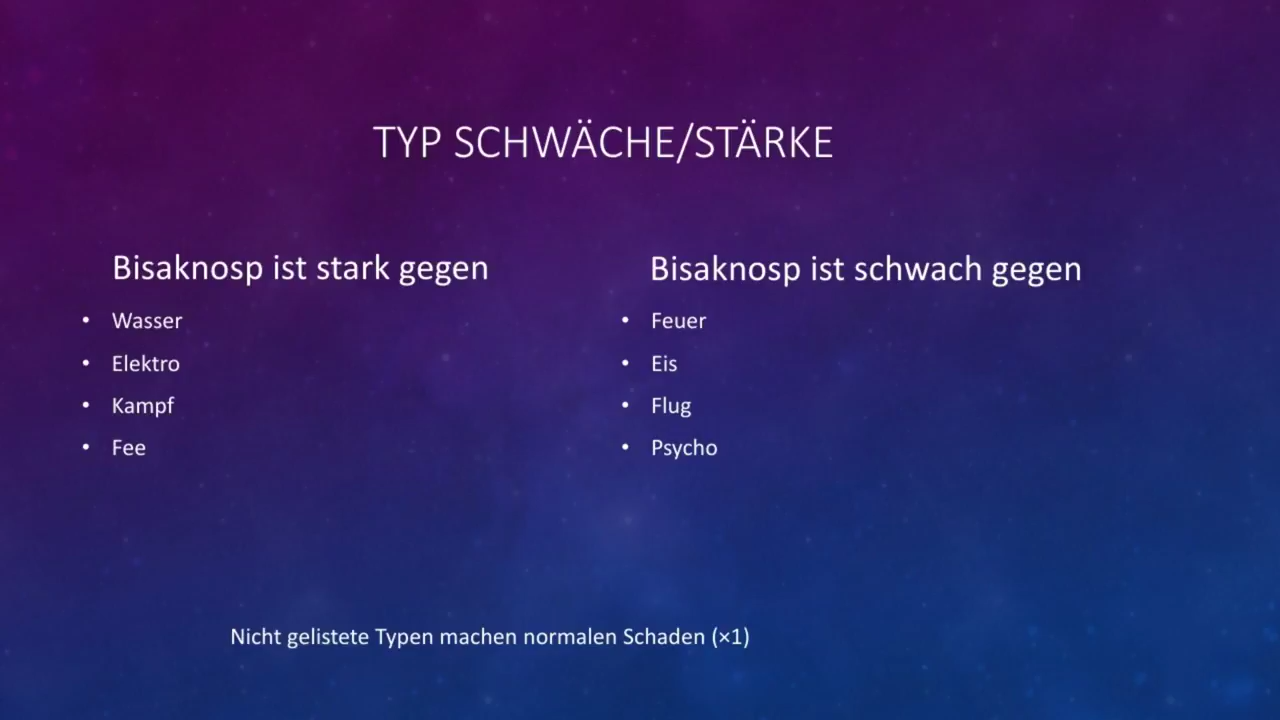 TYP SCHWÄCHE/STÄRKE
Bisaknosp ist stark gegen
• Wasser
• Elektro
• Kampf
• Fee
Bisaknosp ist schwach gegen
• Feuer
• Eis
• Flug
• Psycho
Nicht gelistete Typen machen normalen Schaden (×1)